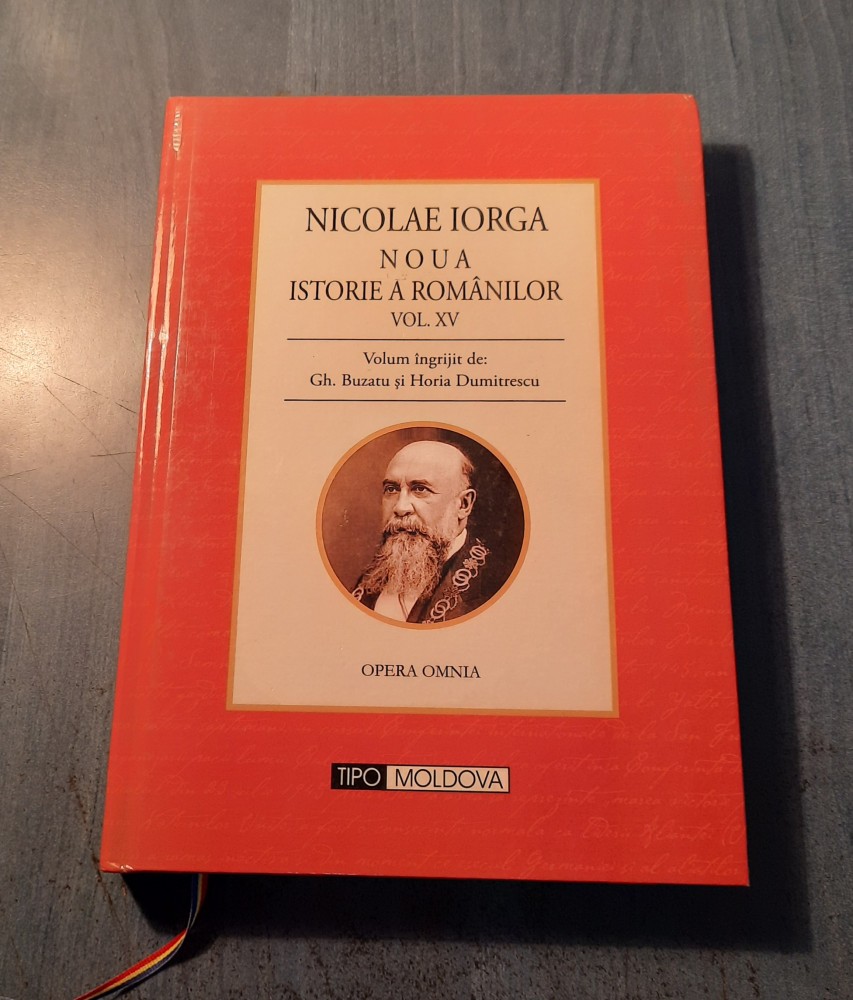 NICOLAE IORGA
NOUA
ISTORIE A ROMÂNILOR
VOL. XV
Volum îngrijit de:
Gh. Buzatu și Horia Dumitrescu
OPERA OMNIA
TIPO MOLDOVA